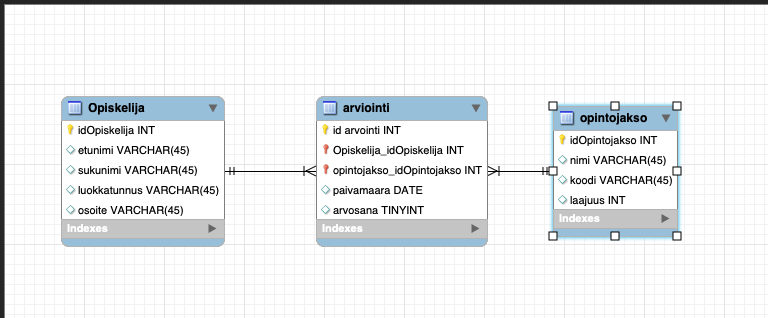 Opiskelija
idOpiskelija INT
etunimi VARCHAR(45)
sukunimi VARCHAR(45)
luokkatunnus VARCHAR(45)
osoite VARCHAR(45)
Indexes
arviointi
id arvointi INT
Opiskelija_idOpiskelija INT
opintojakso_idOpintojakso INT
paivamaara DATE
arvosana TINYINT
Indexes
opintojakso
idOpintojakso INT
nimi VARCHAR(45)
koodi VARCHAR(45)
laajuus INT
Indexes